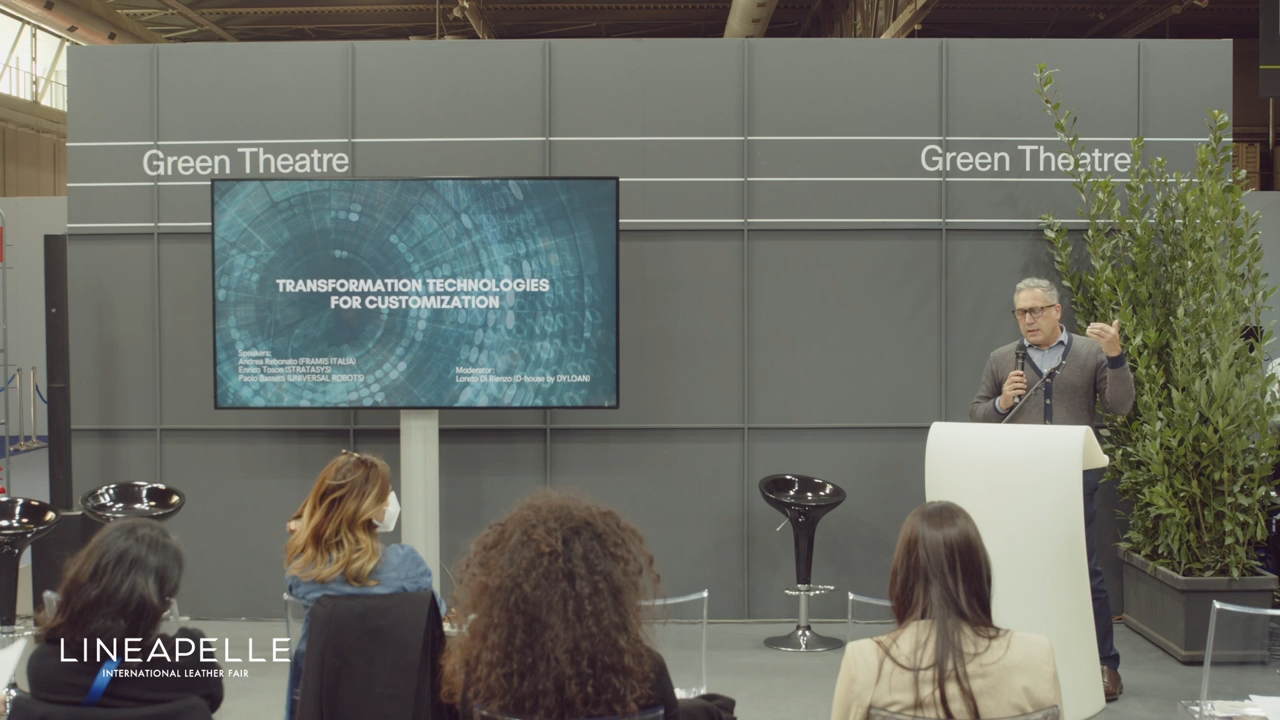 Green Theatre
Green Theatre
TRANSFORMATION TECHNOLOGIES
FOR CUSTOMIZATION
Speakers:
Andrea Rebonato (FRAMIS ITALIA)
Enrico Toson (STRATASYS)
Paolo Bassetti (UNIVERSAL ROBOTS)
Moderator:
Loreto Di Rienzo (D-house by DYLOAN)
LINEAPELLE
INTERNATIONAL LEATHER FAIR